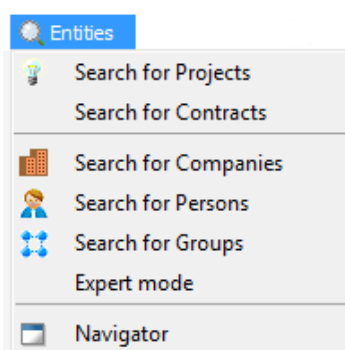 Entities
Search for Projects
Search for Contracts
Search for Companies
Search for Persons
Search for Groups
Expert mode
Navigator